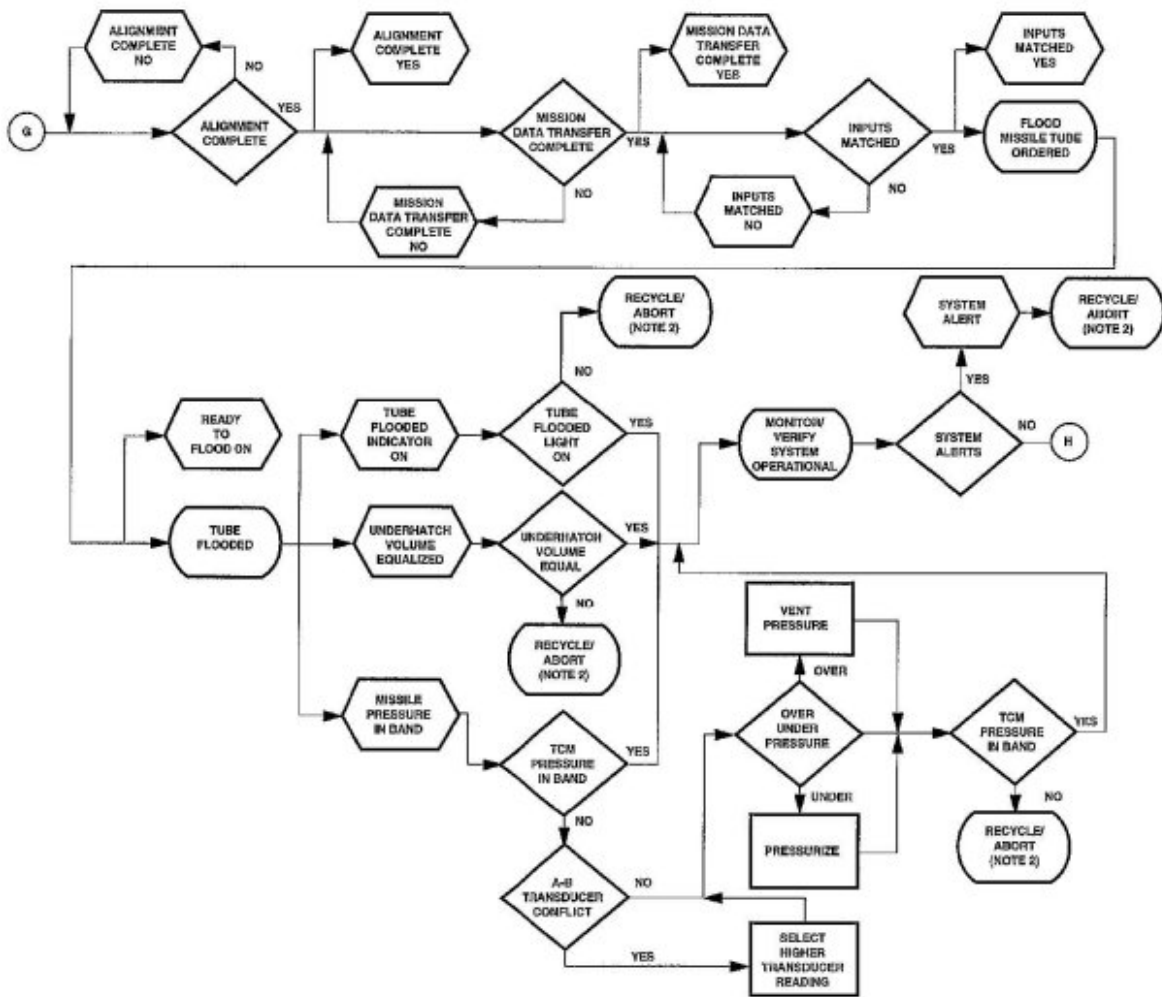 ALIGNMENT
COMPLETE
NO
ALIGNMENT
COMPLETE
YES
MISSION DATA
TRANSFER
COMPLETE
YES
INPUTS
MATCHED
YES
NO
YES
G
ALIGNMENT
COMPLETE
MISSION
DATA TRANSFER
COMPLETE
YES
INPUTS
MATCHED
YES
FLOOD
MISSILE TUBE
ORDERED
NO
MISSION
DATA TRANSFER
COMPLETE
NO
NO
INPUTS
MATCHED
NO
RECYCLE/
ABORT
(NOTE 2)
SYSTEM
ALERT
RECYCLE/
ABORT
(NOTE 2)
NO
YES
READY
TO
FLOOD ON
TUBE
FLOODED
INDICATOR
ON
TUBE
FLOODED
LIGHT
ON
YES
MONITOR/
VERIFY
SYSTEM
OPERATIONAL
SYSTEM
ALERTS
NO
H
TUBE
FLOODED
UNDERHATCH
VOLUME
EQUALIZED
UNDERHATCH
VOLUME
EQUAL
YES
NO
RECYCLE/
ABORT
(NOTE 2)
VENT
PRESSURE
OVER
MISSILE
PRESSURE
IN BAND
TCM
PRESSURE
IN BAND
YES
OVER
UNDER
PRESSURE
TCM
PRESSURE
IN BAND
YES
NO
UNDER
NO
PRESSURIZE
RECYCLE/
ABORT
(NOTE 2)
A-B
TRANSDUCER
CONFLICT
NO
YES
SELECT
HIGHER
TRANSDUCER
READING